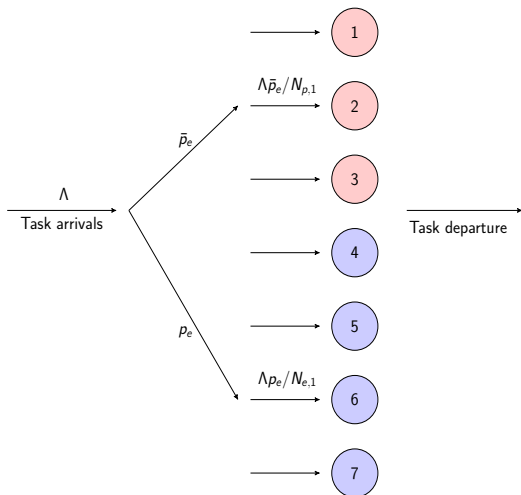 1
Λp̄ₑ/Nₚ,₁
2
p̄ₑ
3
Λ
Task arrivals
Task departure
4
5
pₑ
Λpₑ/Nₑ,₁
6
7